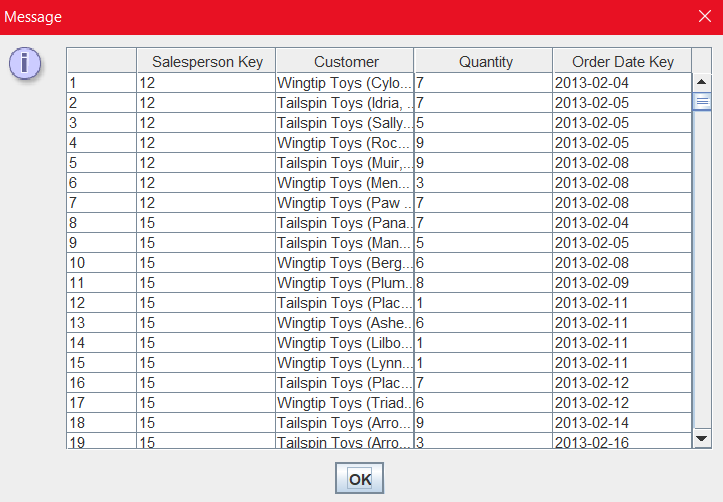 Message
Salesperson Key Customer Quantity Order Date Key
1 12 Wingtip Toys (Cylo... 7 2013-02-04
2 12 Tailspin Toys (Idria, ... 7 2013-02-05
3 12 Tailspin Toys (Sally... 5 2013-02-05
4 12 Wingtip Toys (Roc... 9 2013-02-05
5 12 Tailspin Toys (Muir,... 9 2013-02-08
6 12 Wingtip Toys (Men... 3 2013-02-08
7 12 Wingtip Toys (Paw ... 7 2013-02-08
8 15 Tailspin Toys (Pana... 7 2013-02-04
9 15 Tailspin Toys (Man... 5 2013-02-05
10 15 Wingtip Toys (Berg... 6 2013-02-08
11 15 Wingtip Toys (Plum... 8 2013-02-09
12 15 Tailspin Toys (Plac... 1 2013-02-11
13 15 Wingtip Toys (Ashe... 6 2013-02-11
14 15 Wingtip Toys (Lilbo... 1 2013-02-11
15 15 Wingtip Toys (Lynn... 1 2013-02-11
16 15 Tailspin Toys (Plac... 7 2013-02-12
17 15 Wingtip Toys (Triad... 6 2013-02-12
18 15 Tailspin Toys (Arro... 9 2013-02-14
19 15 Tailspin Toys (Arro... 3 2013-02-16
OK